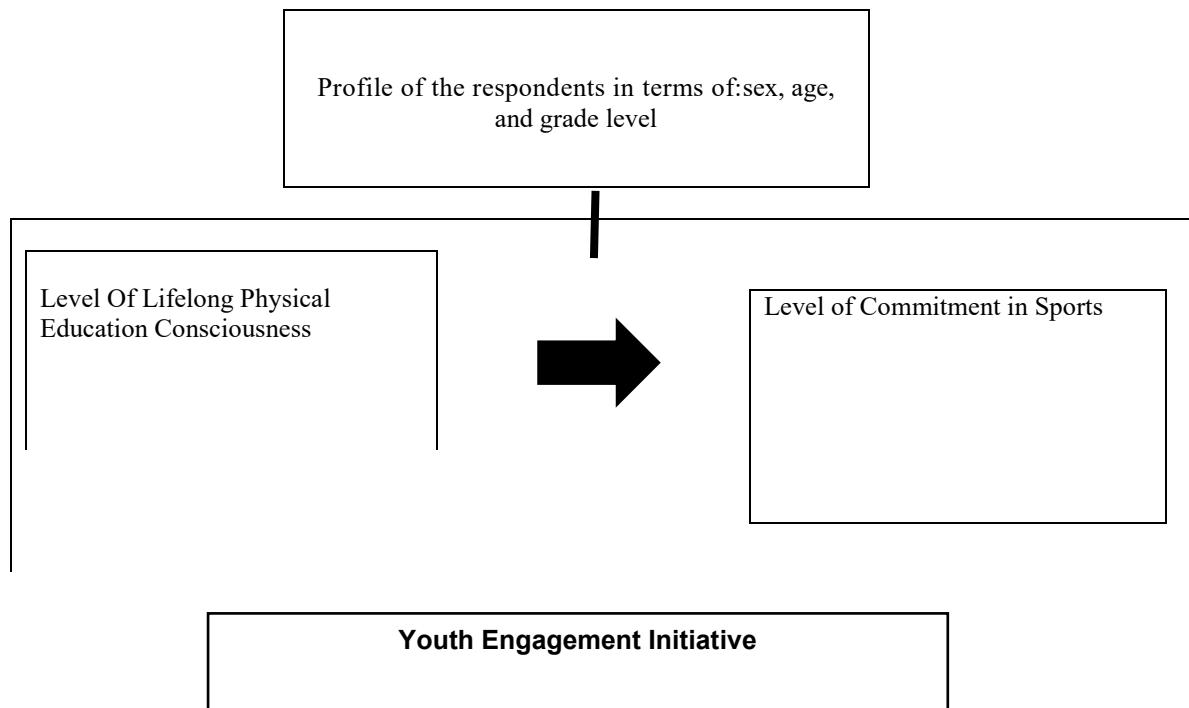 Profile of the respondents in terms of:sex, age,
and grade level
Level Of Lifelong Physical
Education Consciousness
Level of Commitment in Sports
Youth Engagement Initiative